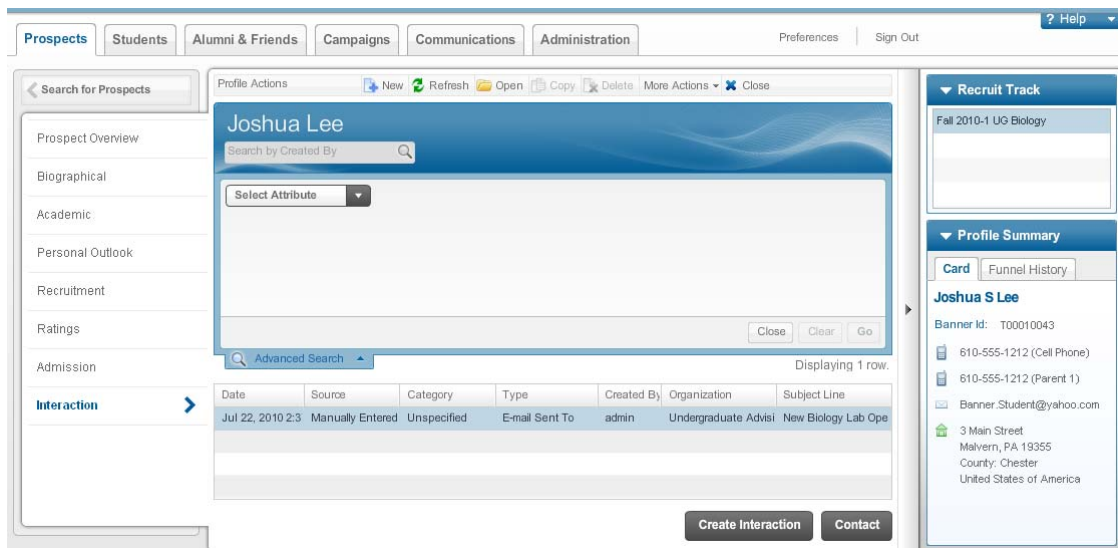 ? Help
Prospects Students Alumni & Friends Campaigns Communications Administration Preferences Sign Out
Search for Prospects
Prospect Overview
Biographical
Academic
Personal Outlook
Recruitment
Ratings
Admission
Interaction
Profile Actions New Refresh Open Copy Delete More Actions Close
Joshua Lee
Search by Created By
Select Attribute
Close Clear Go
Advanced Search
Displaying 1 row.
Date Source Category Type Created By Organization Subject Line
Jul 22, 2010 2:3 Manually Entered Unspecified E-mail Sent To admin Undergraduate Advisi New Biology Lab Ope
Create Interaction Contact
Recruit Track
Fall 2010-1 UG Biology
Profile Summary
Card Funnel History
Joshua S Lee
Banner Id: T00010043
610-555-1212 (Cell Phone)
610-555-1212 (Parent 1)
Banner.Student@yahoo.com
3 Main Street
Malvern, PA 19355
County: Chester
United States of America